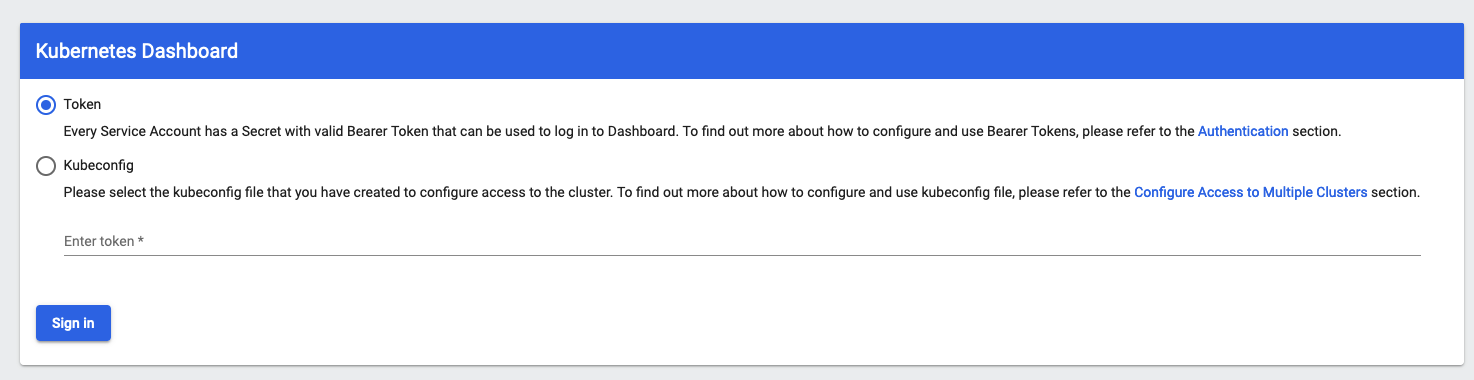 Kubernetes Dashboard
Token
Every Service Account has a Secret with valid Bearer Token that can be used to log in to Dashboard. To find out more about how to configure and use Bearer Tokens, please refer to the Authentication section.
Kubeconfig
Please select the kubeconfig file that you have created to configure access to the cluster. To find out more about how to configure and use kubeconfig file, please refer to the Configure Access to Multiple Clusters section.
Enter token *
Sign in